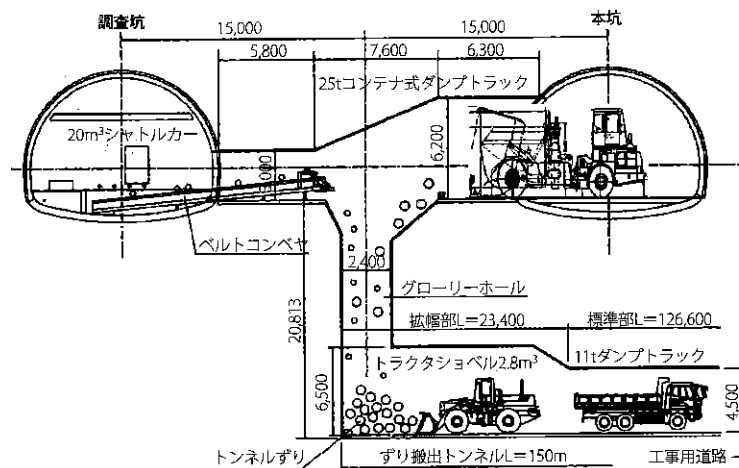 調査坑
本坑
15,000
15,000
5,800
7,600
6,300
25tコンテナ式ダンプトラック
20m³シャトルカー
6,200
ベルトコンベヤ
2,400
グローリーホール
20,813
拡幅部L=23,400
標準部L=126,600
トラクタショベル2.8m³
11tダンプトラック
6,500
4,500
トンネルずり
ずり搬出トンネルL=150m
工事用道路